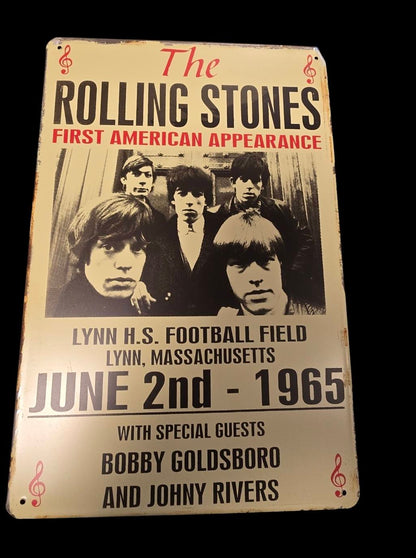 The
ROLLING STONES
FIRST AMERICAN APPEARANCE
LYNN H.S. FOOTBALL FIELD
LYNN, MASSACHUSETTS
JUNE 2nd - 1965
WITH SPECIAL GUESTS
BOBBY GOLDSBORO
AND JOHNY RIVERS